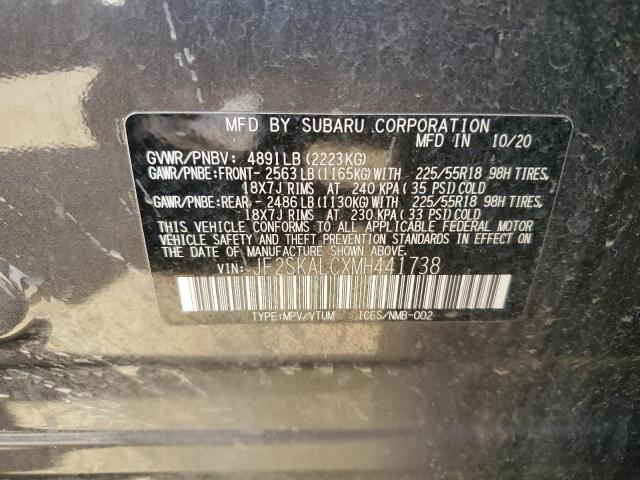 MFD BY SUBARU CORPORATION
MFD IN 10/20
GVWR/PNBV: 4891LB(2223KG)
GAWR/PNBE:FRONT-2563LB(1165KG)WITH 225/55R18 98H TIRES,
18X7J RIMS AT 240 KPA(35 PSI)COLD
GAWR/PNBE:REAR -2486LB(1130KG)WITH 225/55R18 98H TIRES,
18X7J RIMS AT 230 KPA(33 PSI)COLD
THIS VEHICLE CONFORMS TO ALL APPLICABLE FEDERAL MOTOR
VEHICLE SAFETY AND THEFT PREVENTION STANDARDS IN EFFECT ON
THE DATE OF MANUFACTURE SHOWN ABOVE.
VIN: JF2SKALCXMH441738
TYPE:MPV/VTUM ICES/NMB-002